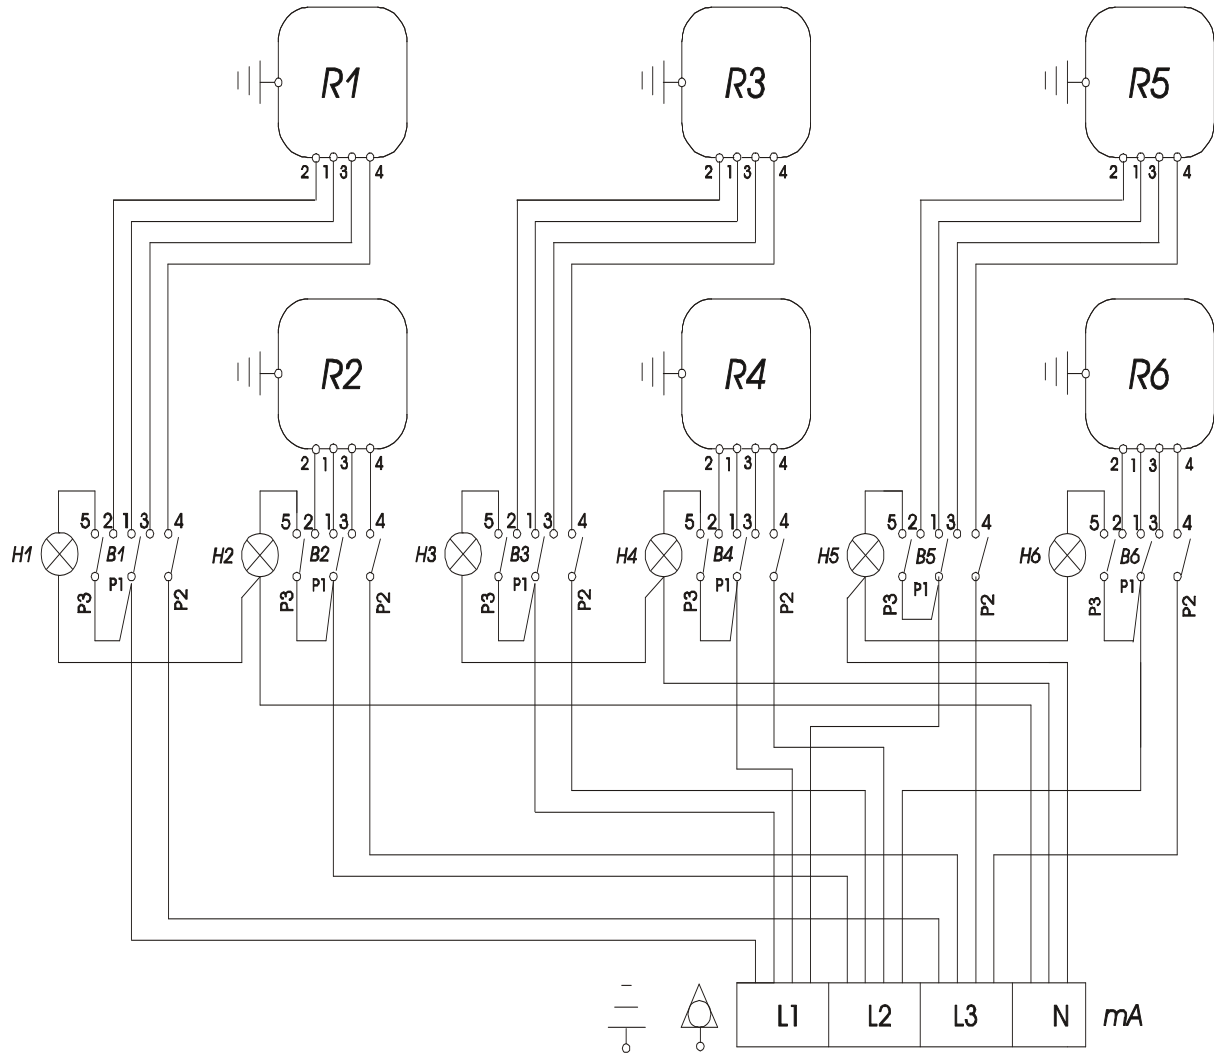 R1 R3 R5
2 1 3 4 2 1 3 4 2 1 3 4
R2 R4 R6
2 1 3 4 2 1 3 4 2 1 3 4
5 2 1 3 4 5 2 1 3 4 5 2 1 3 4 5 2 1 3 4 5 2 1 3 4 5 2 1 3 4
H1 B1 H2 B2 H3 B3 H4 B4 H5 B5 H6 B6
P3 P1 P2 P3 P1 P2 P3 P1 P2 P3 P1 P2 P3 P1 P2 P3 P1 P2
L1 L2 L3 N mA